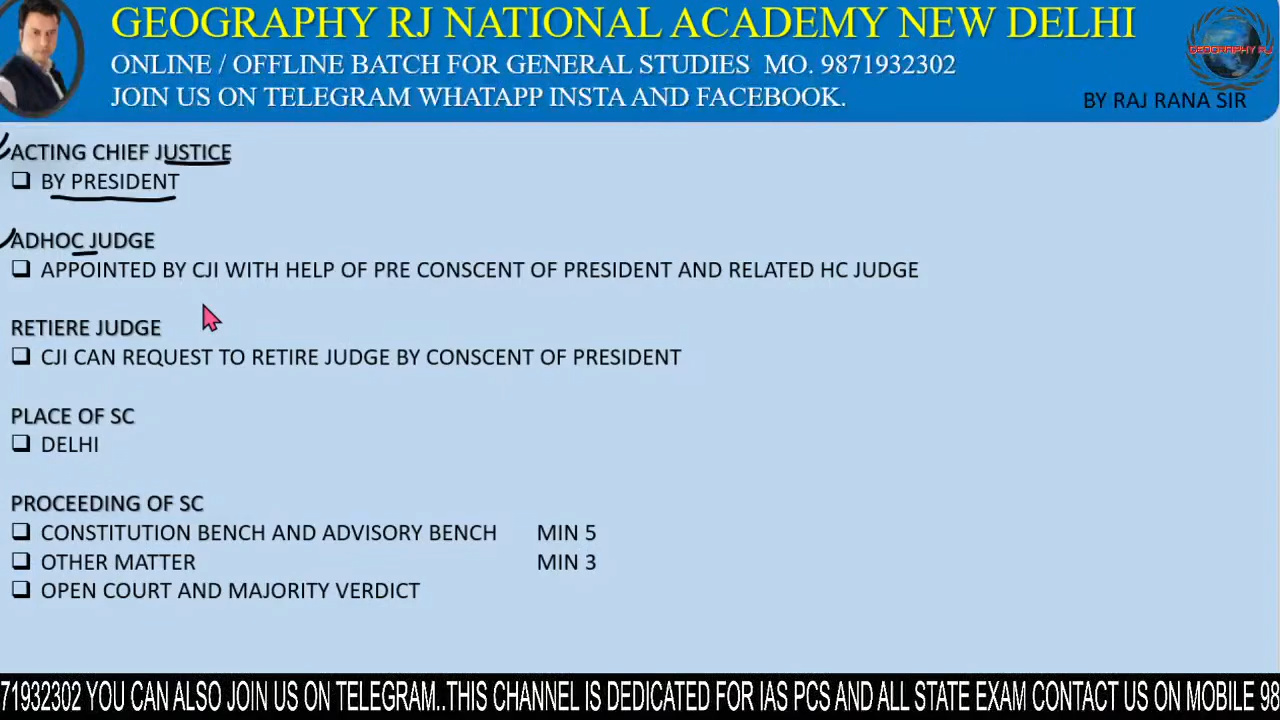 GEOGRAPHY RJ NATIONAL ACADEMY NEW DELHI
ONLINE / OFFLINE BATCH FOR GENERAL STUDIES MO. 9871932302
JOIN US ON TELEGRAM WHATAPP INSTA AND FACEBOOK.
GEOGRAPHY RJ
BY RAJ RANA SIR
ACTING CHIEF JUSTICE
BY PRESIDENT
ADHOC JUDGE
APPOINTED BY CJI WITH HELP OF PRE CONSCENT OF PRESIDENT AND RELATED HC JUDGE
RETIERE JUDGE
CJI CAN REQUEST TO RETIRE JUDGE BY CONSCENT OF PRESIDENT
PLACE OF SC
DELHI
PROCEEDING OF SC
CONSTITUTION BENCH AND ADVISORY BENCH MIN 5
OTHER MATTER MIN 3
OPEN COURT AND MAJORITY VERDICT
71932302 YOU CAN ALSO JOIN US ON TELEGRAM..THIS CHANNEL IS DEDICATED FOR IAS PCS AND ALL STATE EXAM CONTACT US ON MOBILE 98